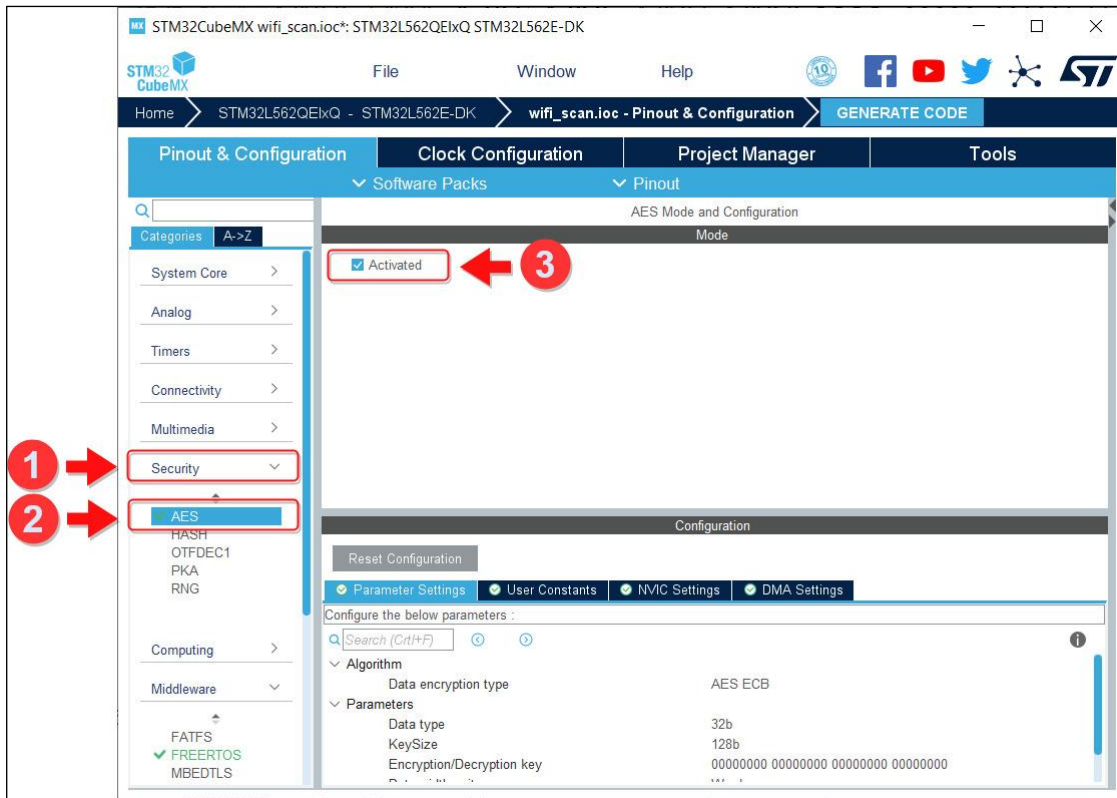 STM32CubeMX wifi_scan.ioc*: STM32L562QEIxQ STM32L562E-DK
STM32 CubeMX
File Window Help
10
Home STM32L562QEIxQ - STM32L562E-DK wifi_scan.ioc - Pinout & Configuration GENERATE CODE
Pinout & Configuration Clock Configuration Project Manager Tools
Software Packs Pinout
AES Mode and Configuration
Categories A->Z
Mode
Activated
3
System Core
Analog
Timers
Connectivity
Multimedia
1
Security
2
AES
HASH
OTFDEC1
PKA
RNG
Computing
Middleware
FATFS
FREERTOS
MBEDTLS
Configuration
Reset Configuration
Parameter Settings User Constants NVIC Settings DMA Settings
Configure the below parameters :
Search (Crtl+F)
Algorithm
Data encryption type AES ECB
Parameters
Data type 32b
KeySize 128b
Encryption/Decryption key 00000000 00000000 00000000 00000000